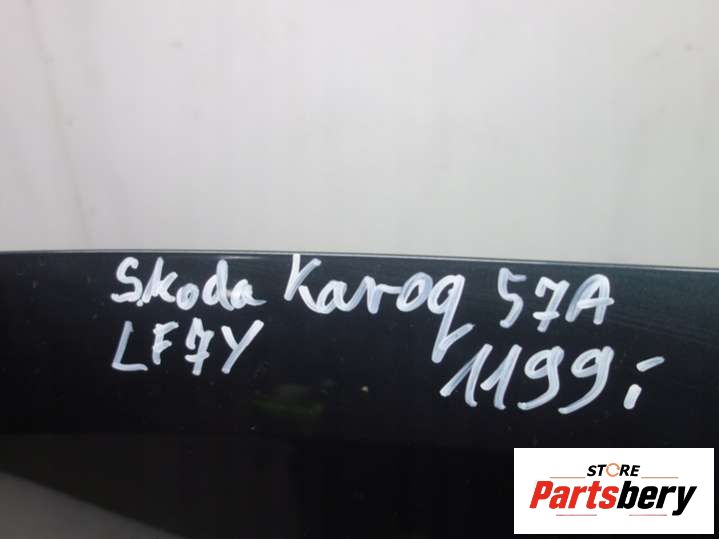 Skoda Karoq 57A
LF7Y 1199,-
STORE
Partsbery